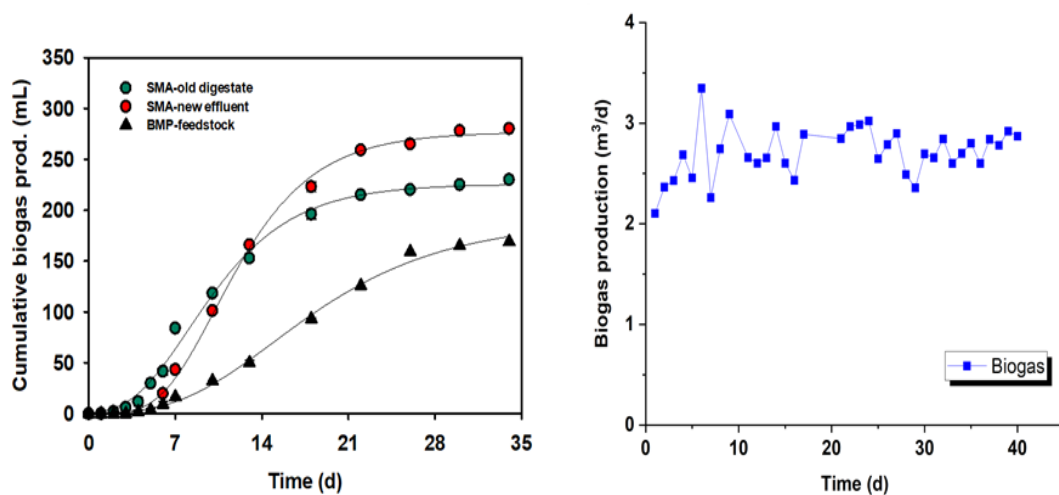 Cumulative biogas prod. (mL)
350
300
250
200
150
100
50
0
SMA-old digestate
SMA-new effluent
BMP-feedstock
0 7 14 21 28 35
Time (d)
Biogas production (m³/d)
4
3
2
1
0
Biogas
0 10 20 30 40
Time (d)